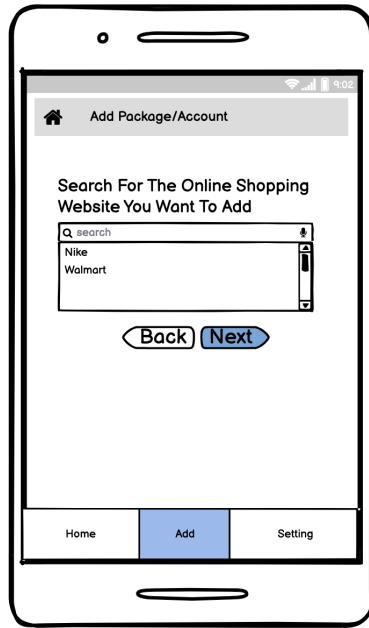 9:02
Add Package/Account
Search For The Online Shopping
Website You Want To Add
search
Nike
Walmart
Back Next
Home Add Setting